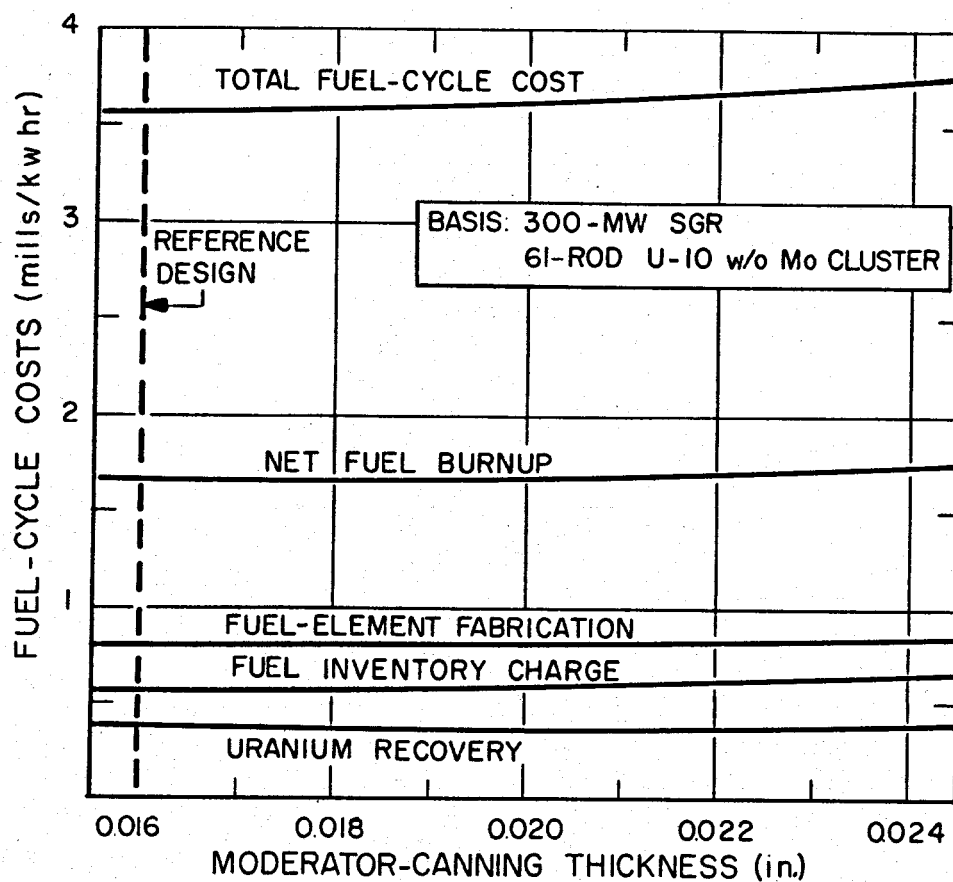 4
TOTAL FUEL-CYCLE COST
3
BASIS: 300-MW SGR
61-ROD U-10 w/o Mo CLUSTER
REFERENCE
DESIGN
2
NET FUEL BURNUP
1
FUEL-ELEMENT FABRICATION
FUEL INVENTORY CHARGE
URANIUM RECOVERY
FUEL-CYCLE COSTS (mills/kw hr)
0.016 0.018 0.020 0.022 0.024
MODERATOR-CANNING THICKNESS (in.)